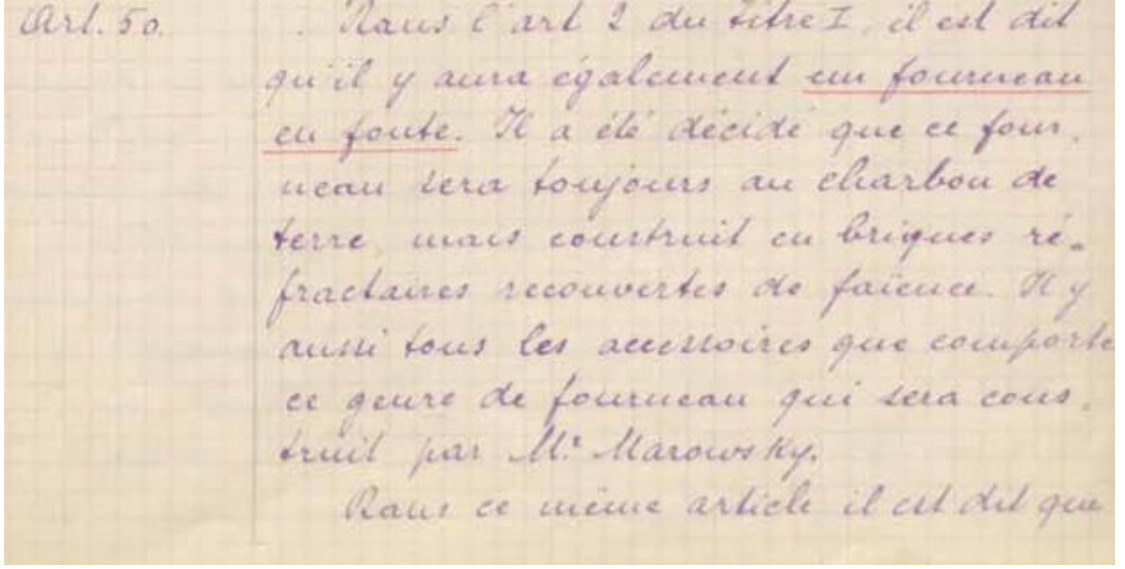 Art. 50. Dans l'art 2 du titre I, il est dit
qu'il y aura également un fourneau
en fonte. Il a été décidé que ce four-
neau sera toujours au charbon de
terre, mais construit en briques ré-
fractaires recouvertes de faïence. Il y
aussi tous les accessoires que comporte
ce genre de fourneau qui sera cons-
truit par Mr Marowsky.
Dans ce même article il est dit que